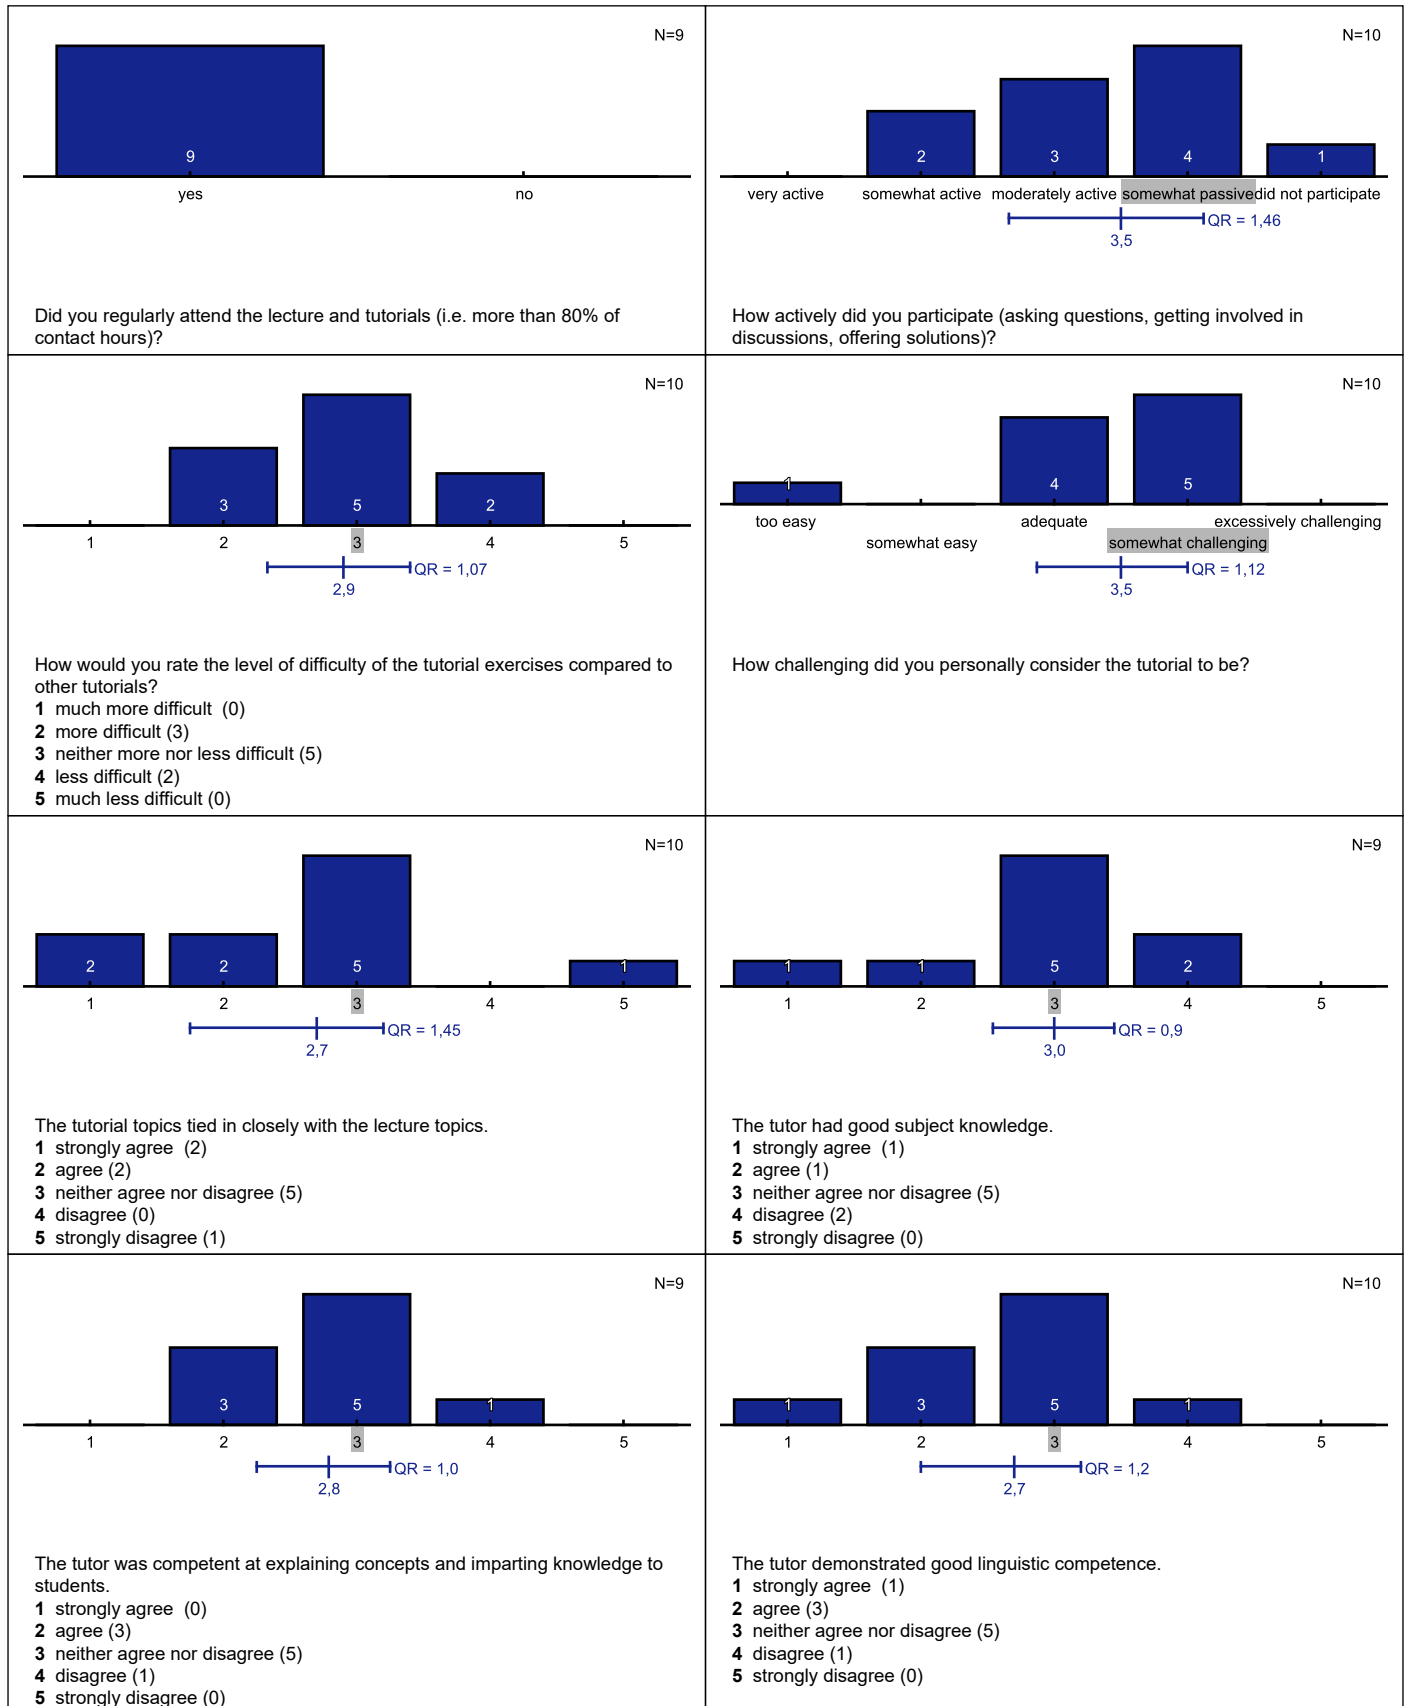 N=9
9
yes no
Did you regularly attend the lecture and tutorials (i.e. more than 80% of
contact hours)?
N=10
2 3 4 1
very active somewhat active moderately active somewhat passive did not participate
QR = 1,46
3,5
How actively did you participate (asking questions, getting involved in
discussions, offering solutions)?
N=10
3 5 2
1 2 3 4 5
QR = 1,07
2,9
How would you rate the level of difficulty of the tutorial exercises compared to
other tutorials?
1 much more difficult (0)
2 more difficult (3)
3 neither more nor less difficult (5)
4 less difficult (2)
5 much less difficult (0)
N=10
1 4 5
too easy adequate excessively challenging
somewhat easy somewhat challenging
QR = 1,12
3,5
How challenging did you personally consider the tutorial to be?
N=10
2 2 5 1
1 2 3 4 5
QR = 1,45
2,7
The tutorial topics tied in closely with the lecture topics.
1 strongly agree (2)
2 agree (2)
3 neither agree nor disagree (5)
4 disagree (0)
5 strongly disagree (1)
N=9
1 1 5 2
1 2 3 4 5
QR = 0,9
3,0
The tutor had good subject knowledge.
1 strongly agree (1)
2 agree (1)
3 neither agree nor disagree (5)
4 disagree (2)
5 strongly disagree (0)
N=9
3 5 1
1 2 3 4 5
QR = 1,0
2,8
The tutor was competent at explaining concepts and imparting knowledge to
students.
1 strongly agree (0)
2 agree (3)
3 neither agree nor disagree (5)
4 disagree (1)
5 strongly disagree (0)
N=10
1 3 5 1
1 2 3 4 5
QR = 1,2
2,7
The tutor demonstrated good linguistic competence.
1 strongly agree (1)
2 agree (3)
3 neither agree nor disagree (5)
4 disagree (1)
5 strongly disagree (0)